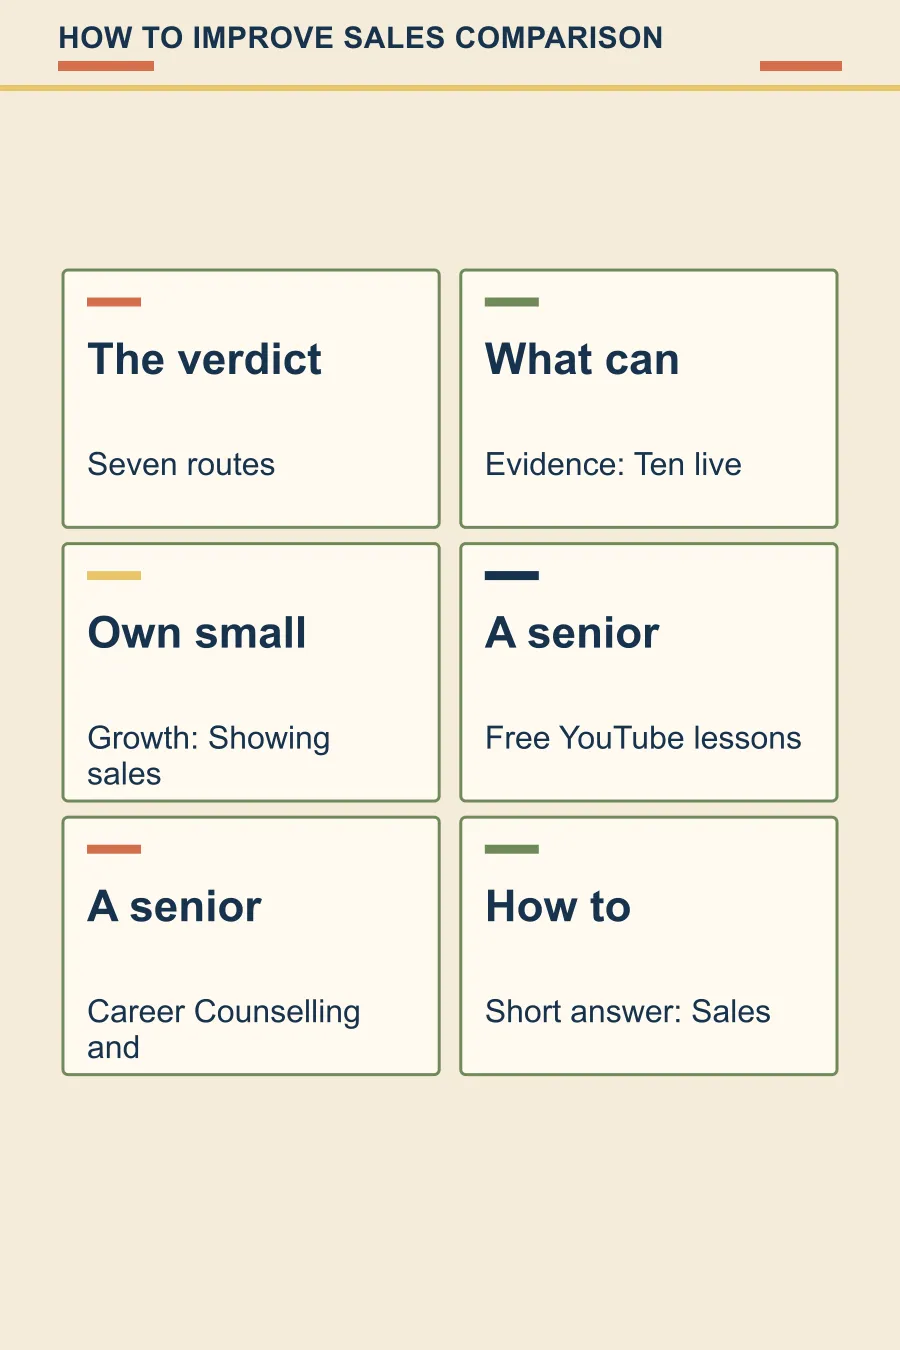 HOW TO IMPROVE SALES COMPARISON
The verdict
Seven routes
What can
Evidence: Ten live
Own small
Growth: Showing
sales
A senior
Free YouTube lessons
A senior
Career Counselling
and
How to
Short answer: Sales